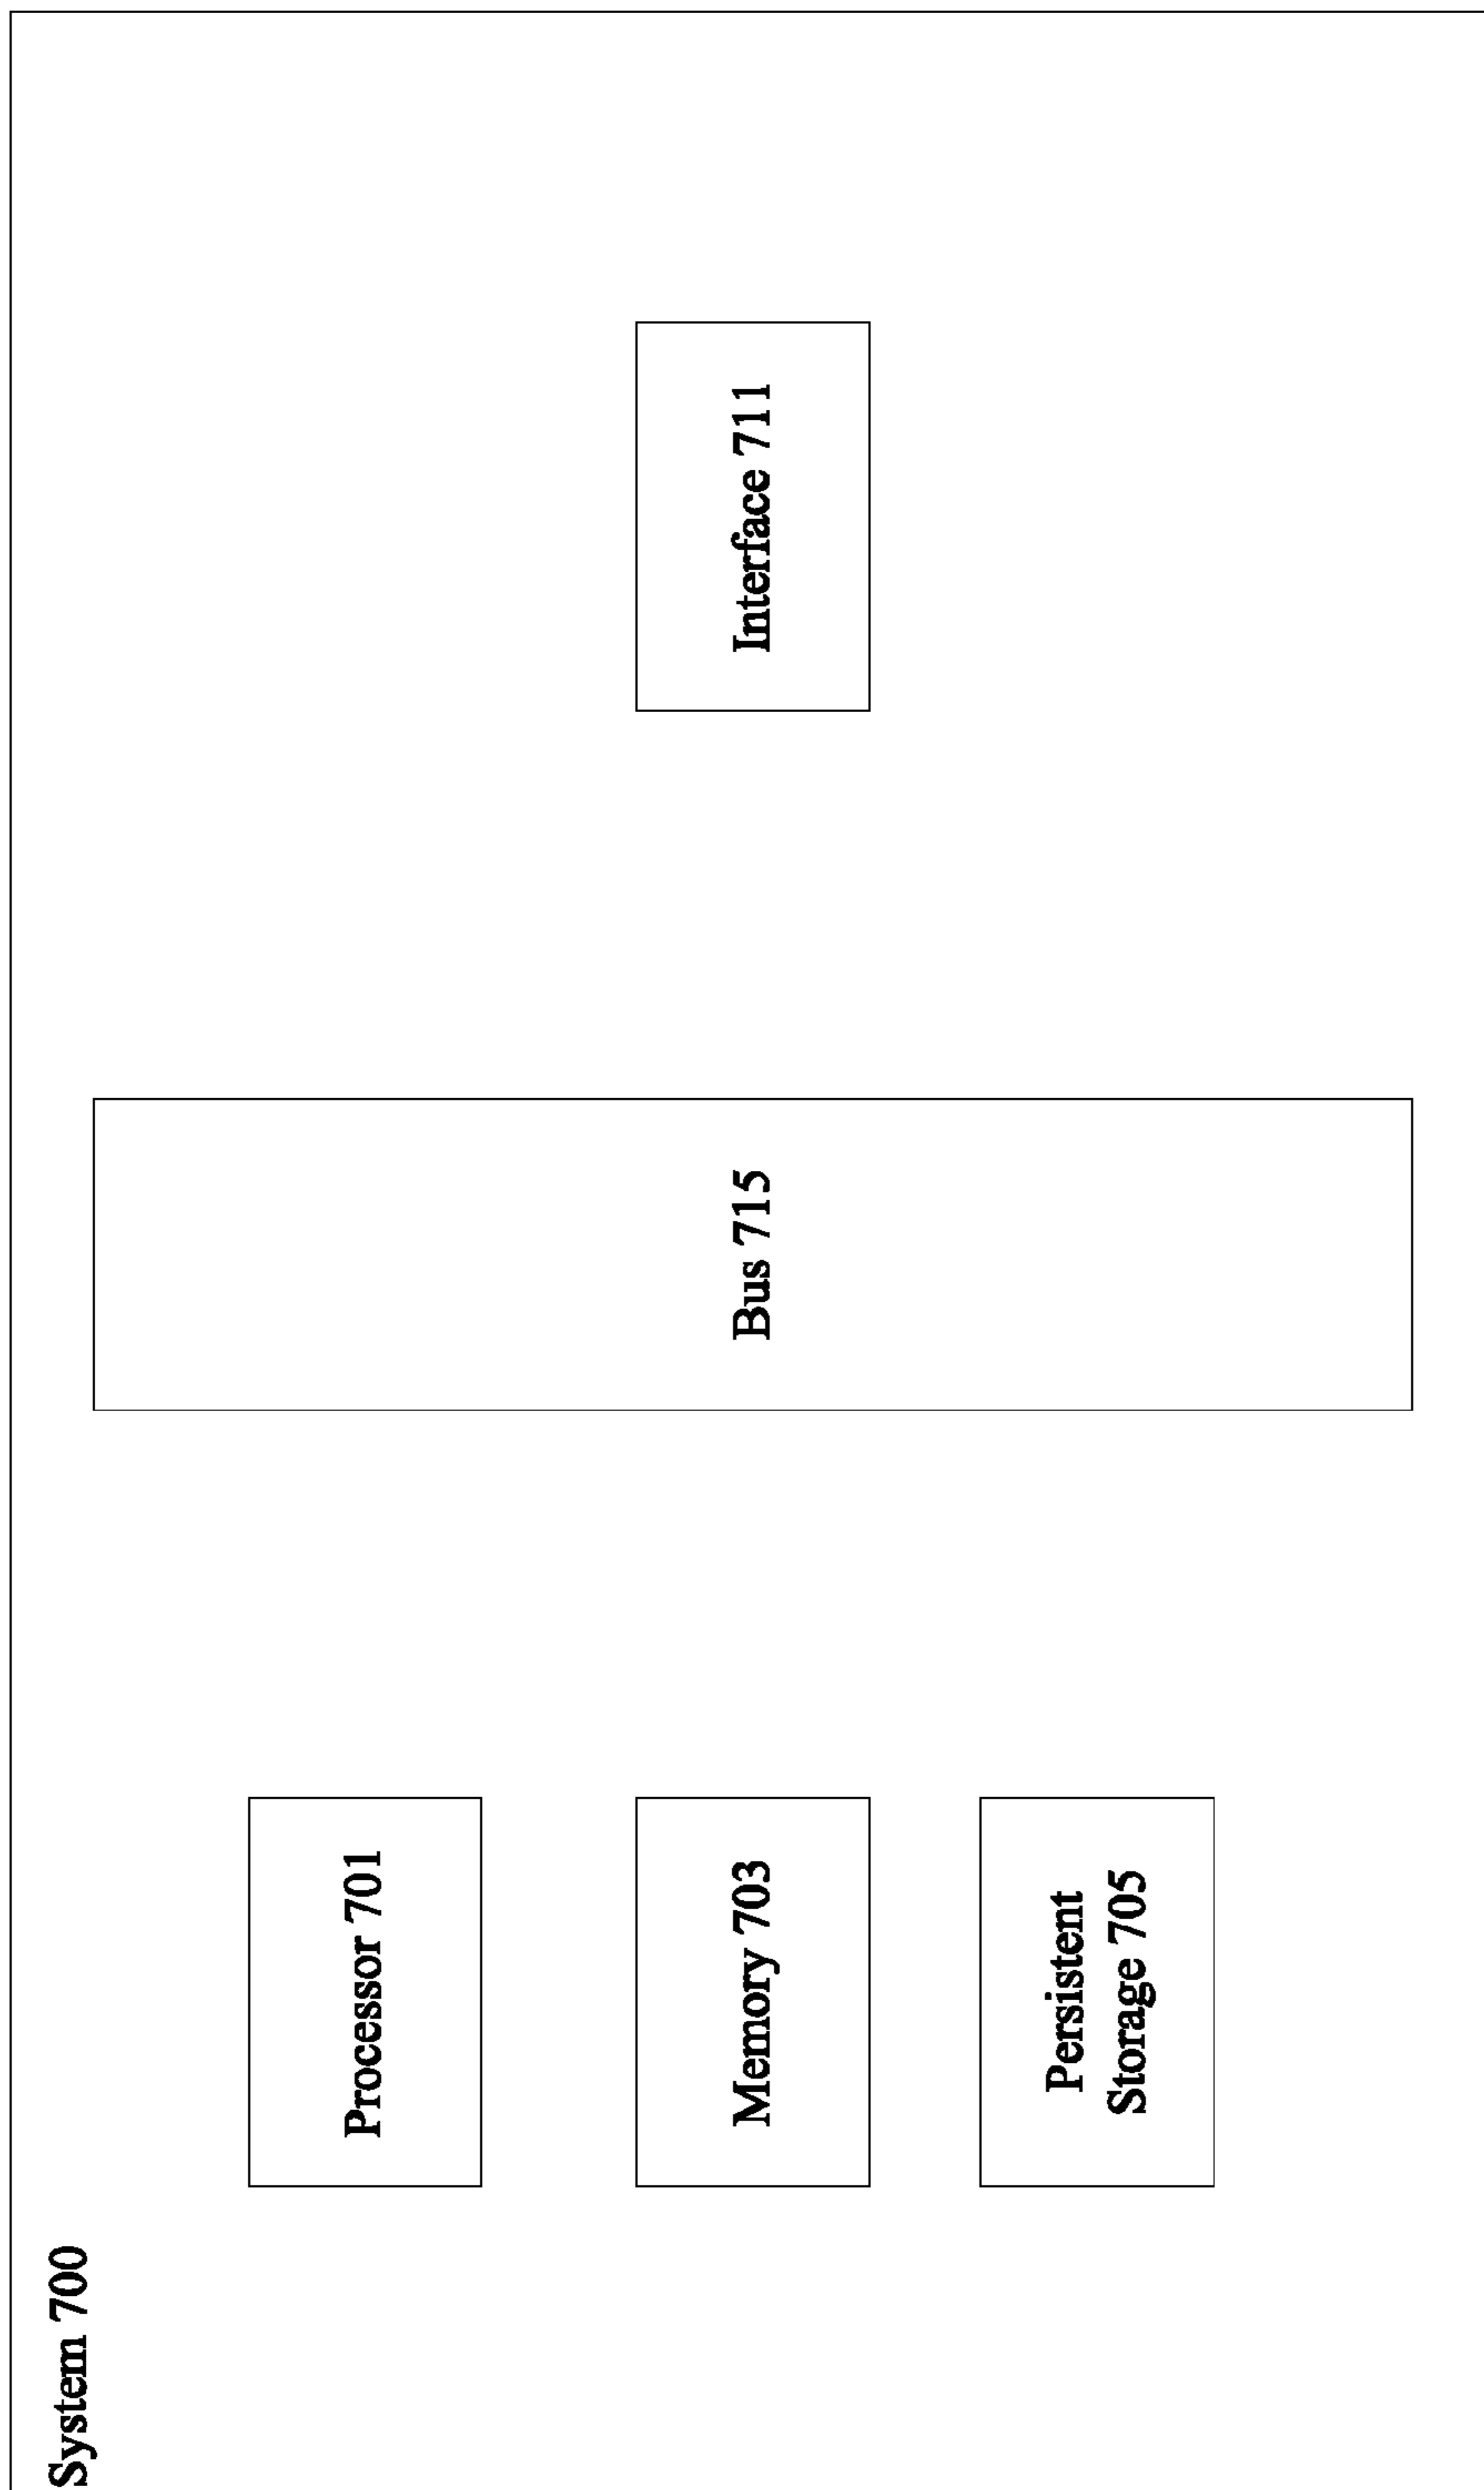 System 700
Processor 701
Memory 703
Persistent
Storage 705
Bus 715
Interface 711